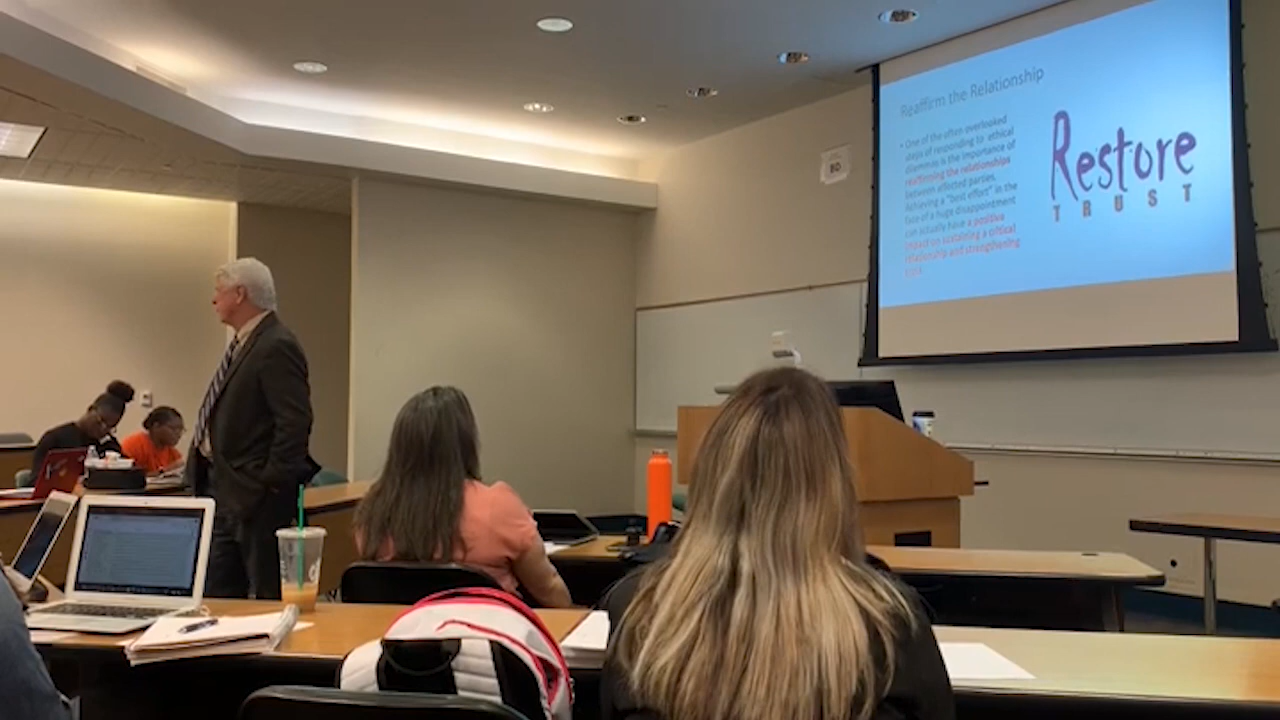 Reaffirm the Relationship
• One of the often overlooked
steps of responding to ethical
dilemmas is the importance of
reaffirming the relationships
between affected parties.
Achieving a "best effort" in the
face of a huge disappointment
can actually have a positive
impact on sustaining a critical
relationship and strengthening
Restore
TRUST